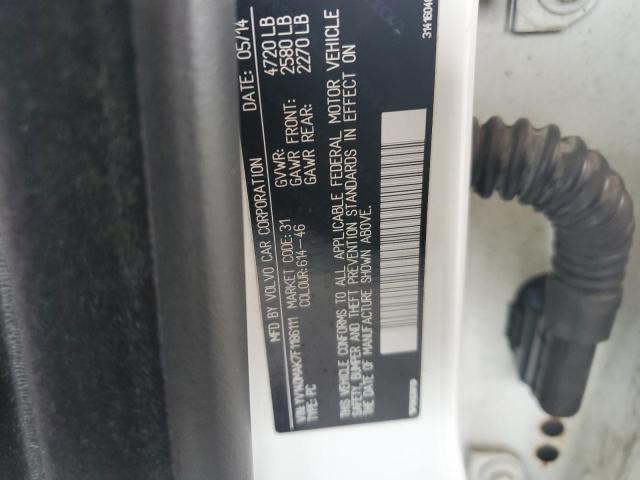 MFD BY VOLVO CAR CORPORATION DATE: 05/14
GVWR: 4720 LB
MARKET CODE: 31 GAWR FRONT: 2580 LB
COLOUR: 614-46 GAWR REAR: 2270 LB
TYPE: PC
THIS VEHICLE CONFORMS TO ALL APPLICABLE FEDERAL MOTOR VEHICLE
SAFETY, BUMPER AND THEFT PREVENTION STANDARDS IN EFFECT ON
THE DATE OF MANUFACTURE SHOWN ABOVE.